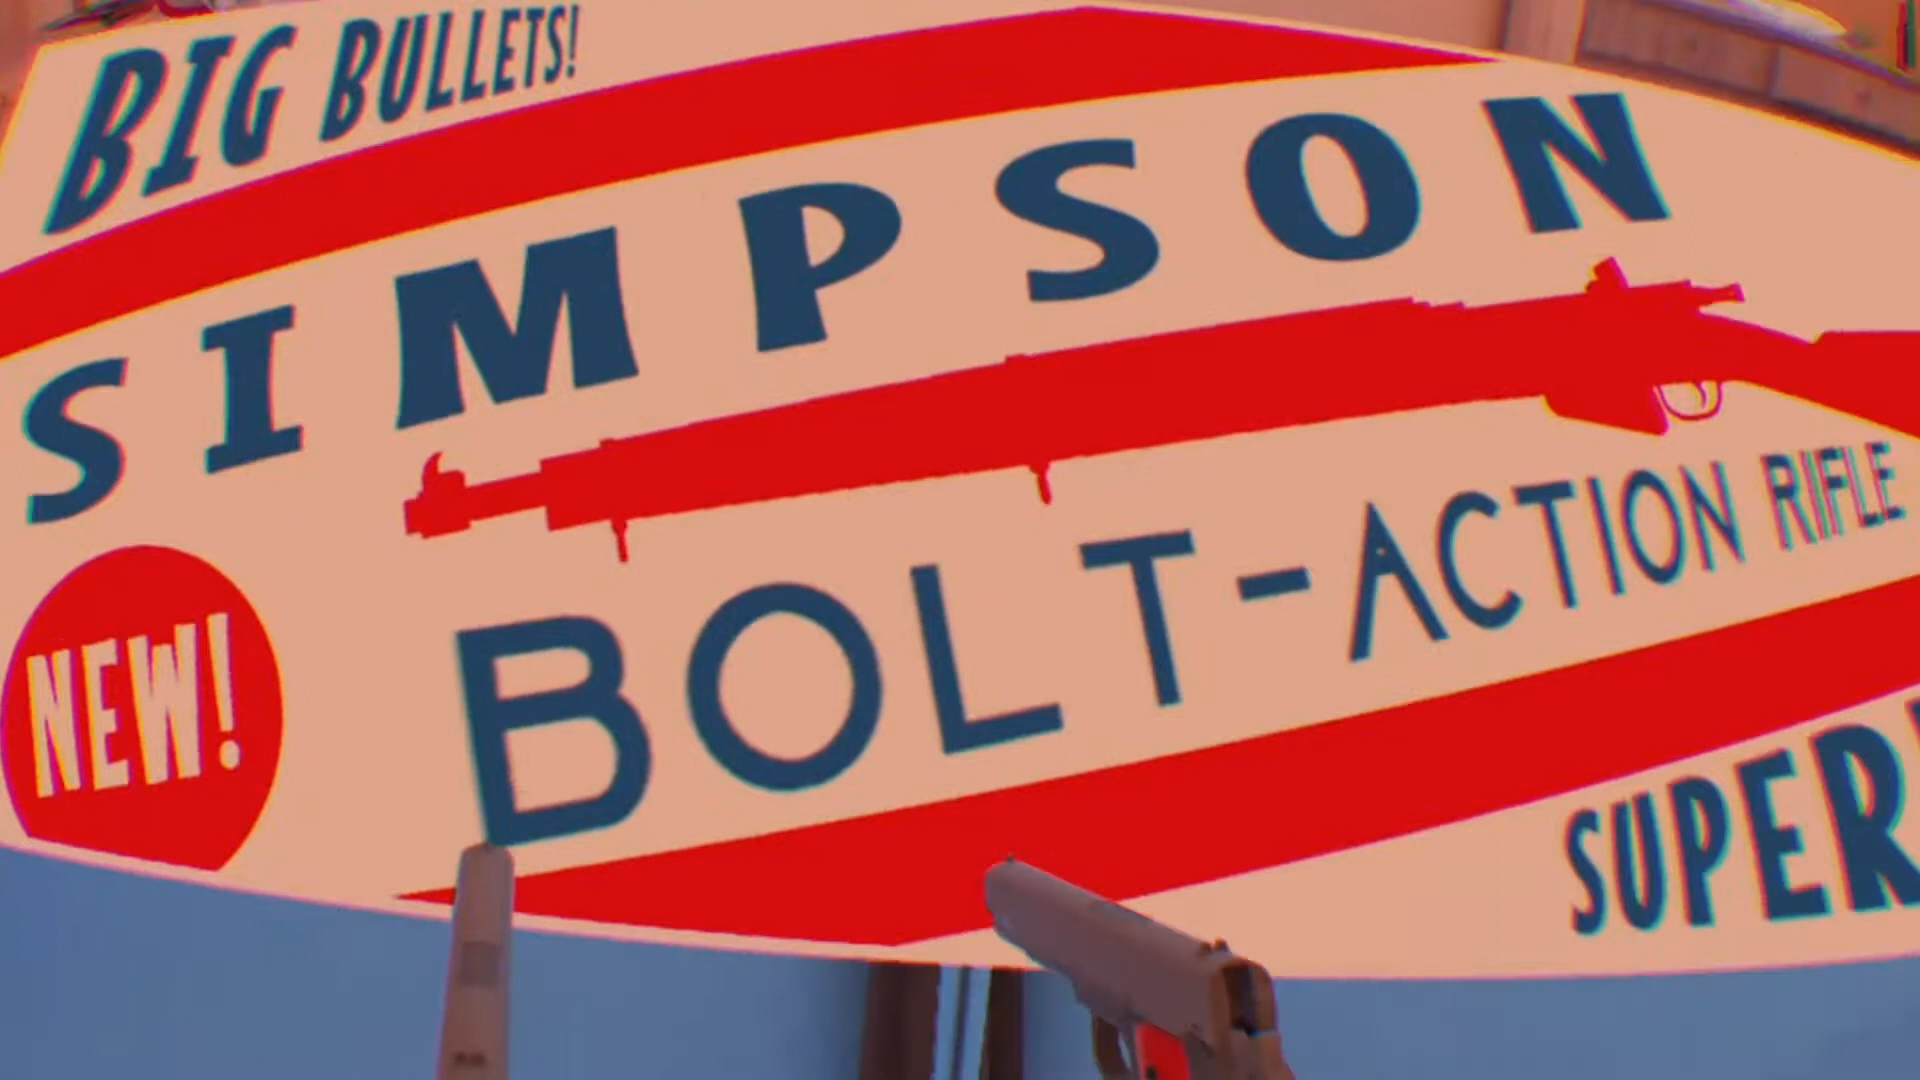 BIG BULLETS!
SIMPSON
BOLT-ACTION RIFLE
NEW!
SUPER